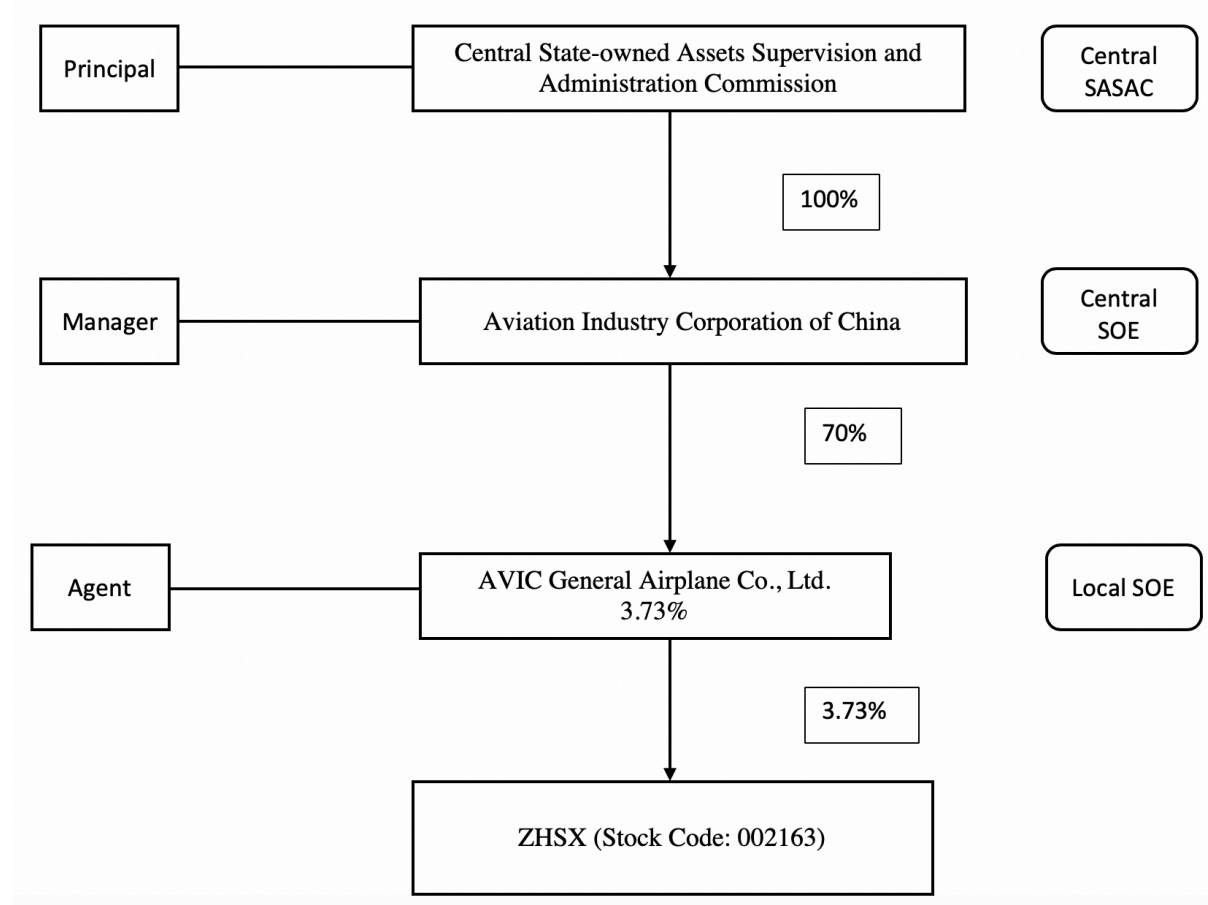 Principal
Central State-owned Assets Supervision and
Administration Commission
Central
SASAC
100%
Manager
Aviation Industry Corporation of China
Central
SOE
70%
Agent
AVIC General Airplane Co., Ltd.
3.73%
Local SOE
3.73%
ZHSX (Stock Code: 002163)